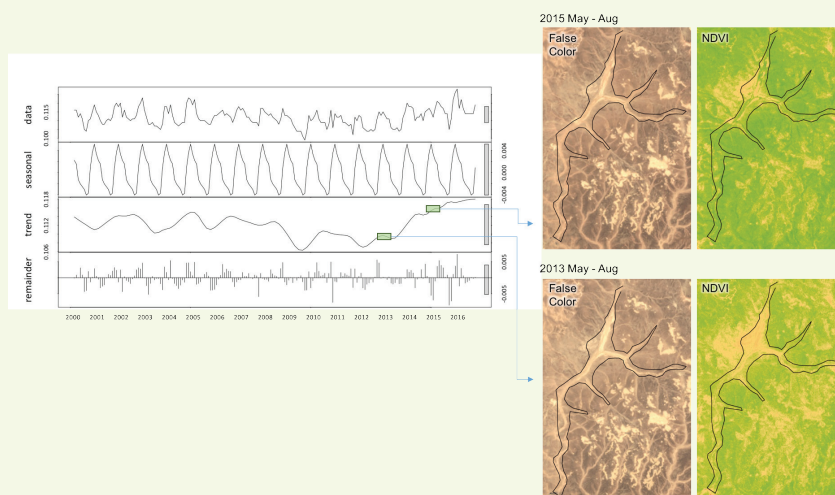 2015 May - Aug
False
Color
NDVI
data
0.115
0.100
seasonal
0.006
0.000
-0.004
trend
0.118
0.112
0.106
remainder
0.005
-0.005
2000 2001 2002 2003 2004 2005 2006 2007 2008 2009 2010 2011 2012 2013 2014 2015 2016
2013 May - Aug
False
Color
NDVI